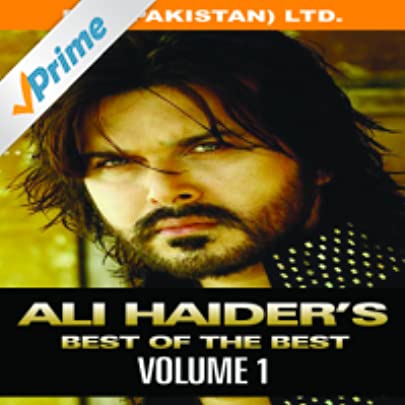 (PAKISTAN) LTD.
Prime
ALI HAIDER'S
BEST OF THE BEST
VOLUME 1